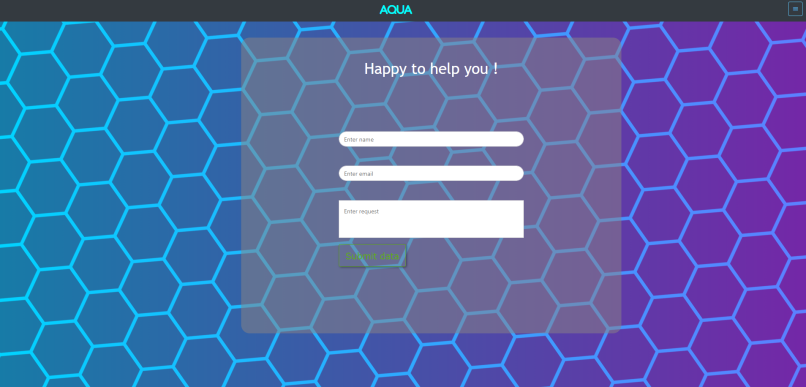 AQUA
Happy to help you !
Enter name
Enter email
Enter request
Submit data